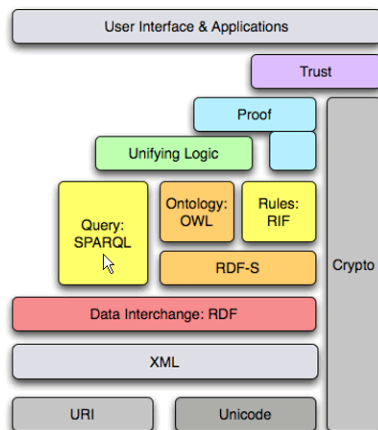 User Interface & Applications
Trust
Proof
Unifying Logic
Query:
SPARQL
Ontology:
OWL
Rules:
RIF
RDF-S
Crypto
Data Interchange: RDF
XML
URI
Unicode